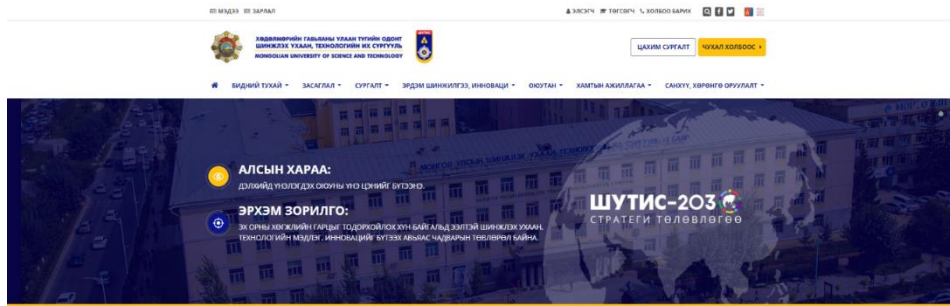 МЭДЭЭ ЗАРЛАЛ
ЭЛСЭГЧ ТӨГСӨГЧ ХОЛБОО БАРИХ
ХӨДӨЛМӨРИЙН ГАВЬЯАНЫ УЛААН ТУГИЙН ОДОНТ
ШИНЖЛЭХ УХААН, ТЕХНОЛОГИЙН ИХ СУРГУУЛЬ
MONGOLIAN UNIVERSITY OF SCIENCE AND TECHNOLOGY
ЦАХИМ СУРГАЛТ
ЧУХАЛ ХОЛБООС
БИДНИЙ ТУХАЙ
ЗАСАГЛАЛ
СУРГАЛТ
ЭРДЭМ ШИНЖИЛГЭЭ, ИННОВАЦИ
ОЮУТАН
ХАМТЫН АЖИЛЛАГАА
САНХҮҮ, ХӨРӨНГӨ ОРУУЛАЛТ
АЛСЫН ХАРАА:
ДЭЛХИЙД ҮНЭЛЭГДЭХ ОЮУНЫ ҮНЭ ЦЭНИЙГ БҮТЭЭНЭ.
ЭРХЭМ ЗОРИЛГО:
ЭХ ОРНЫ ХӨГЖЛИЙН ГАРЦЫГ ТОДОРХОЙЛОХ ХҮН-БАЙГАЛЬД ЭЭЛТЭЙ ШИНЖЛЭХ УХААН,
ТЕХНОЛОГИЙН МЭДЛЭГ, ИННОВАЦИЙГ БҮТЭЭХ АВЬЯАС ЧАДВАРЫН ТӨВЛӨРӨЛ БАЙНА.
ШУТИС-2030
СТРАТЕГИ ТӨЛӨВЛӨГӨӨ